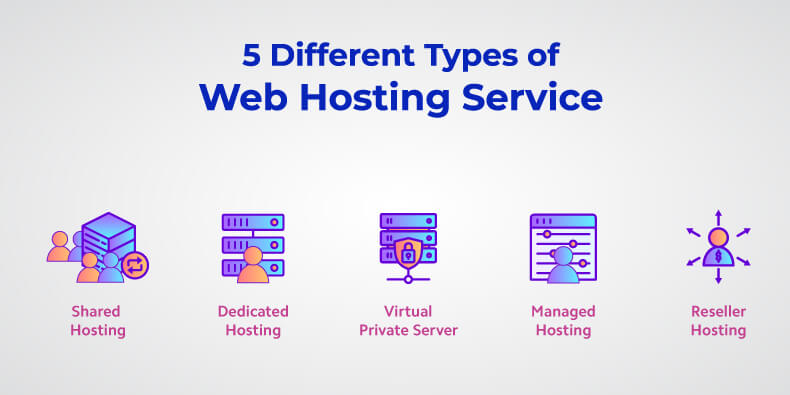 5 Different Types of
Web Hosting Service
Shared
Hosting
Dedicated
Hosting
Virtual
Private Server
Managed
Hosting
Reseller
Hosting